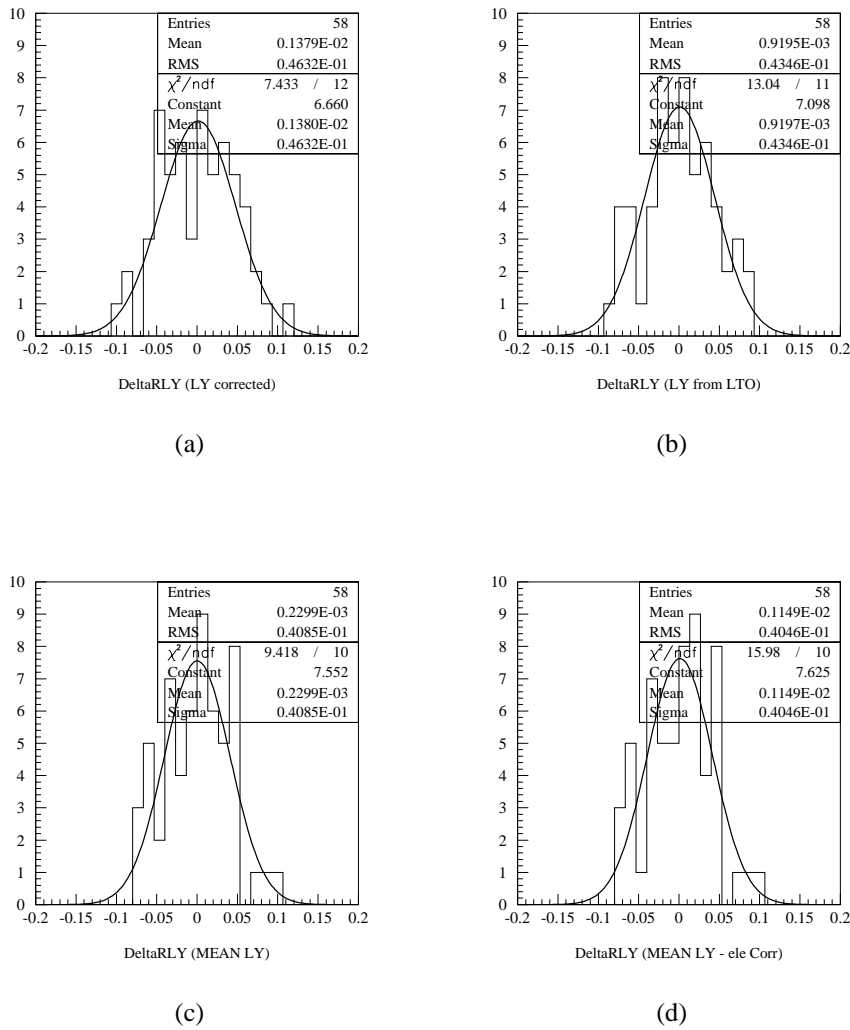 10
9
8
7
6
5
4
3
2
1
0
-0.2 -0.15 -0.1 -0.05 0 0.05 0.1 0.15 0.2
Entries 58
Mean 0.1379E-02
RMS 0.4632E-01
χ²/ndf 7.433 / 12
Constant 6.660
Mean 0.1380E-02
Sigma 0.4632E-01
DeltaRLY (LY corrected)
(a)
10
9
8
7
6
5
4
3
2
1
0
-0.2 -0.15 -0.1 -0.05 0 0.05 0.1 0.15 0.2
Entries 58
Mean 0.9195E-03
RMS 0.4346E-01
χ²/ndf 13.04 / 11
Constant 7.098
Mean 0.9197E-03
Sigma 0.4346E-01
DeltaRLY (LY from LTO)
(b)
10
9
8
7
6
5
4
3
2
1
0
-0.2 -0.15 -0.1 -0.05 0 0.05 0.1 0.15 0.2
Entries 58
Mean 0.2299E-03
RMS 0.4085E-01
χ²/ndf 9.418 / 10
Constant 7.552
Mean 0.2299E-03
Sigma 0.4085E-01
DeltaRLY (MEAN LY)
(c)
10
9
8
7
6
5
4
3
2
1
0
-0.2 -0.15 -0.1 -0.05 0 0.05 0.1 0.15 0.2
Entries 58
Mean 0.1149E-02
RMS 0.4046E-01
χ²/ndf 15.98 / 10
Constant 7.625
Mean 0.1149E-02
Sigma 0.4046E-01
DeltaRLY (MEAN LY - ele Corr)
(d)